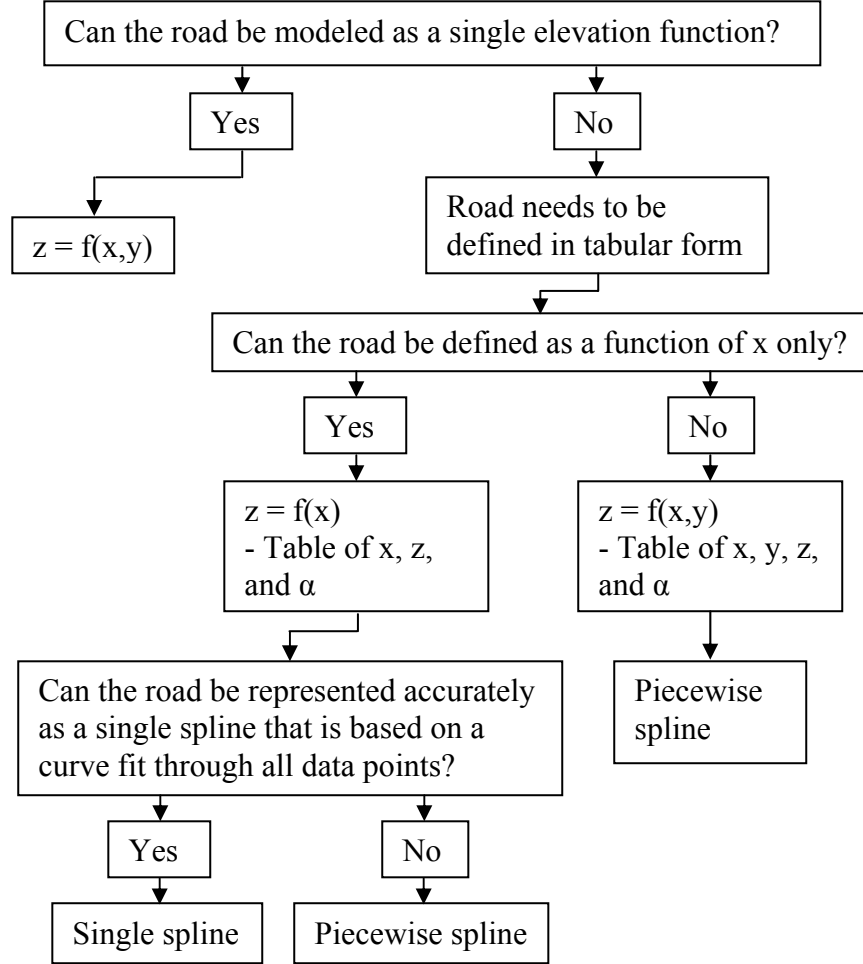 Can the road be modeled as a single elevation function?
Yes
No
z = f(x,y)
Road needs to be
defined in tabular form
Can the road be defined as a function of x only?
Yes
No
z = f(x)
- Table of x, z,
and α
z = f(x,y)
- Table of x, y, z,
and α
Can the road be represented accurately
as a single spline that is based on a
curve fit through all data points?
Piecewise
spline
Yes
No
Single spline
Piecewise spline